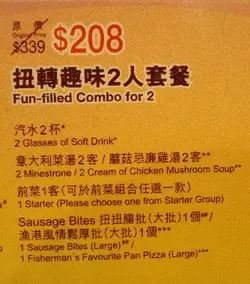 原價
Original Price
$339 $208
扭轉趣味2人套餐
Fun-filled Combo for 2
汽水2杯*
2 Glasses of Soft Drink*
意大利菜湯2客 / 蘑菇忌廉雞湯2客**
2 Minestrone / 2 Cream of Chicken Mushroom Soup**
前菜1客(可於前菜組合任選一款)
1 Starter (Please choose one from Starter Group)
Sausage Bites 扭扭腸批(大批)1個##/
漁港風情鬆厚批(大批)1個***
1 Sausage Bites (Large)##/
1 Fisherman's Favourite Pan Pizza (Large)***